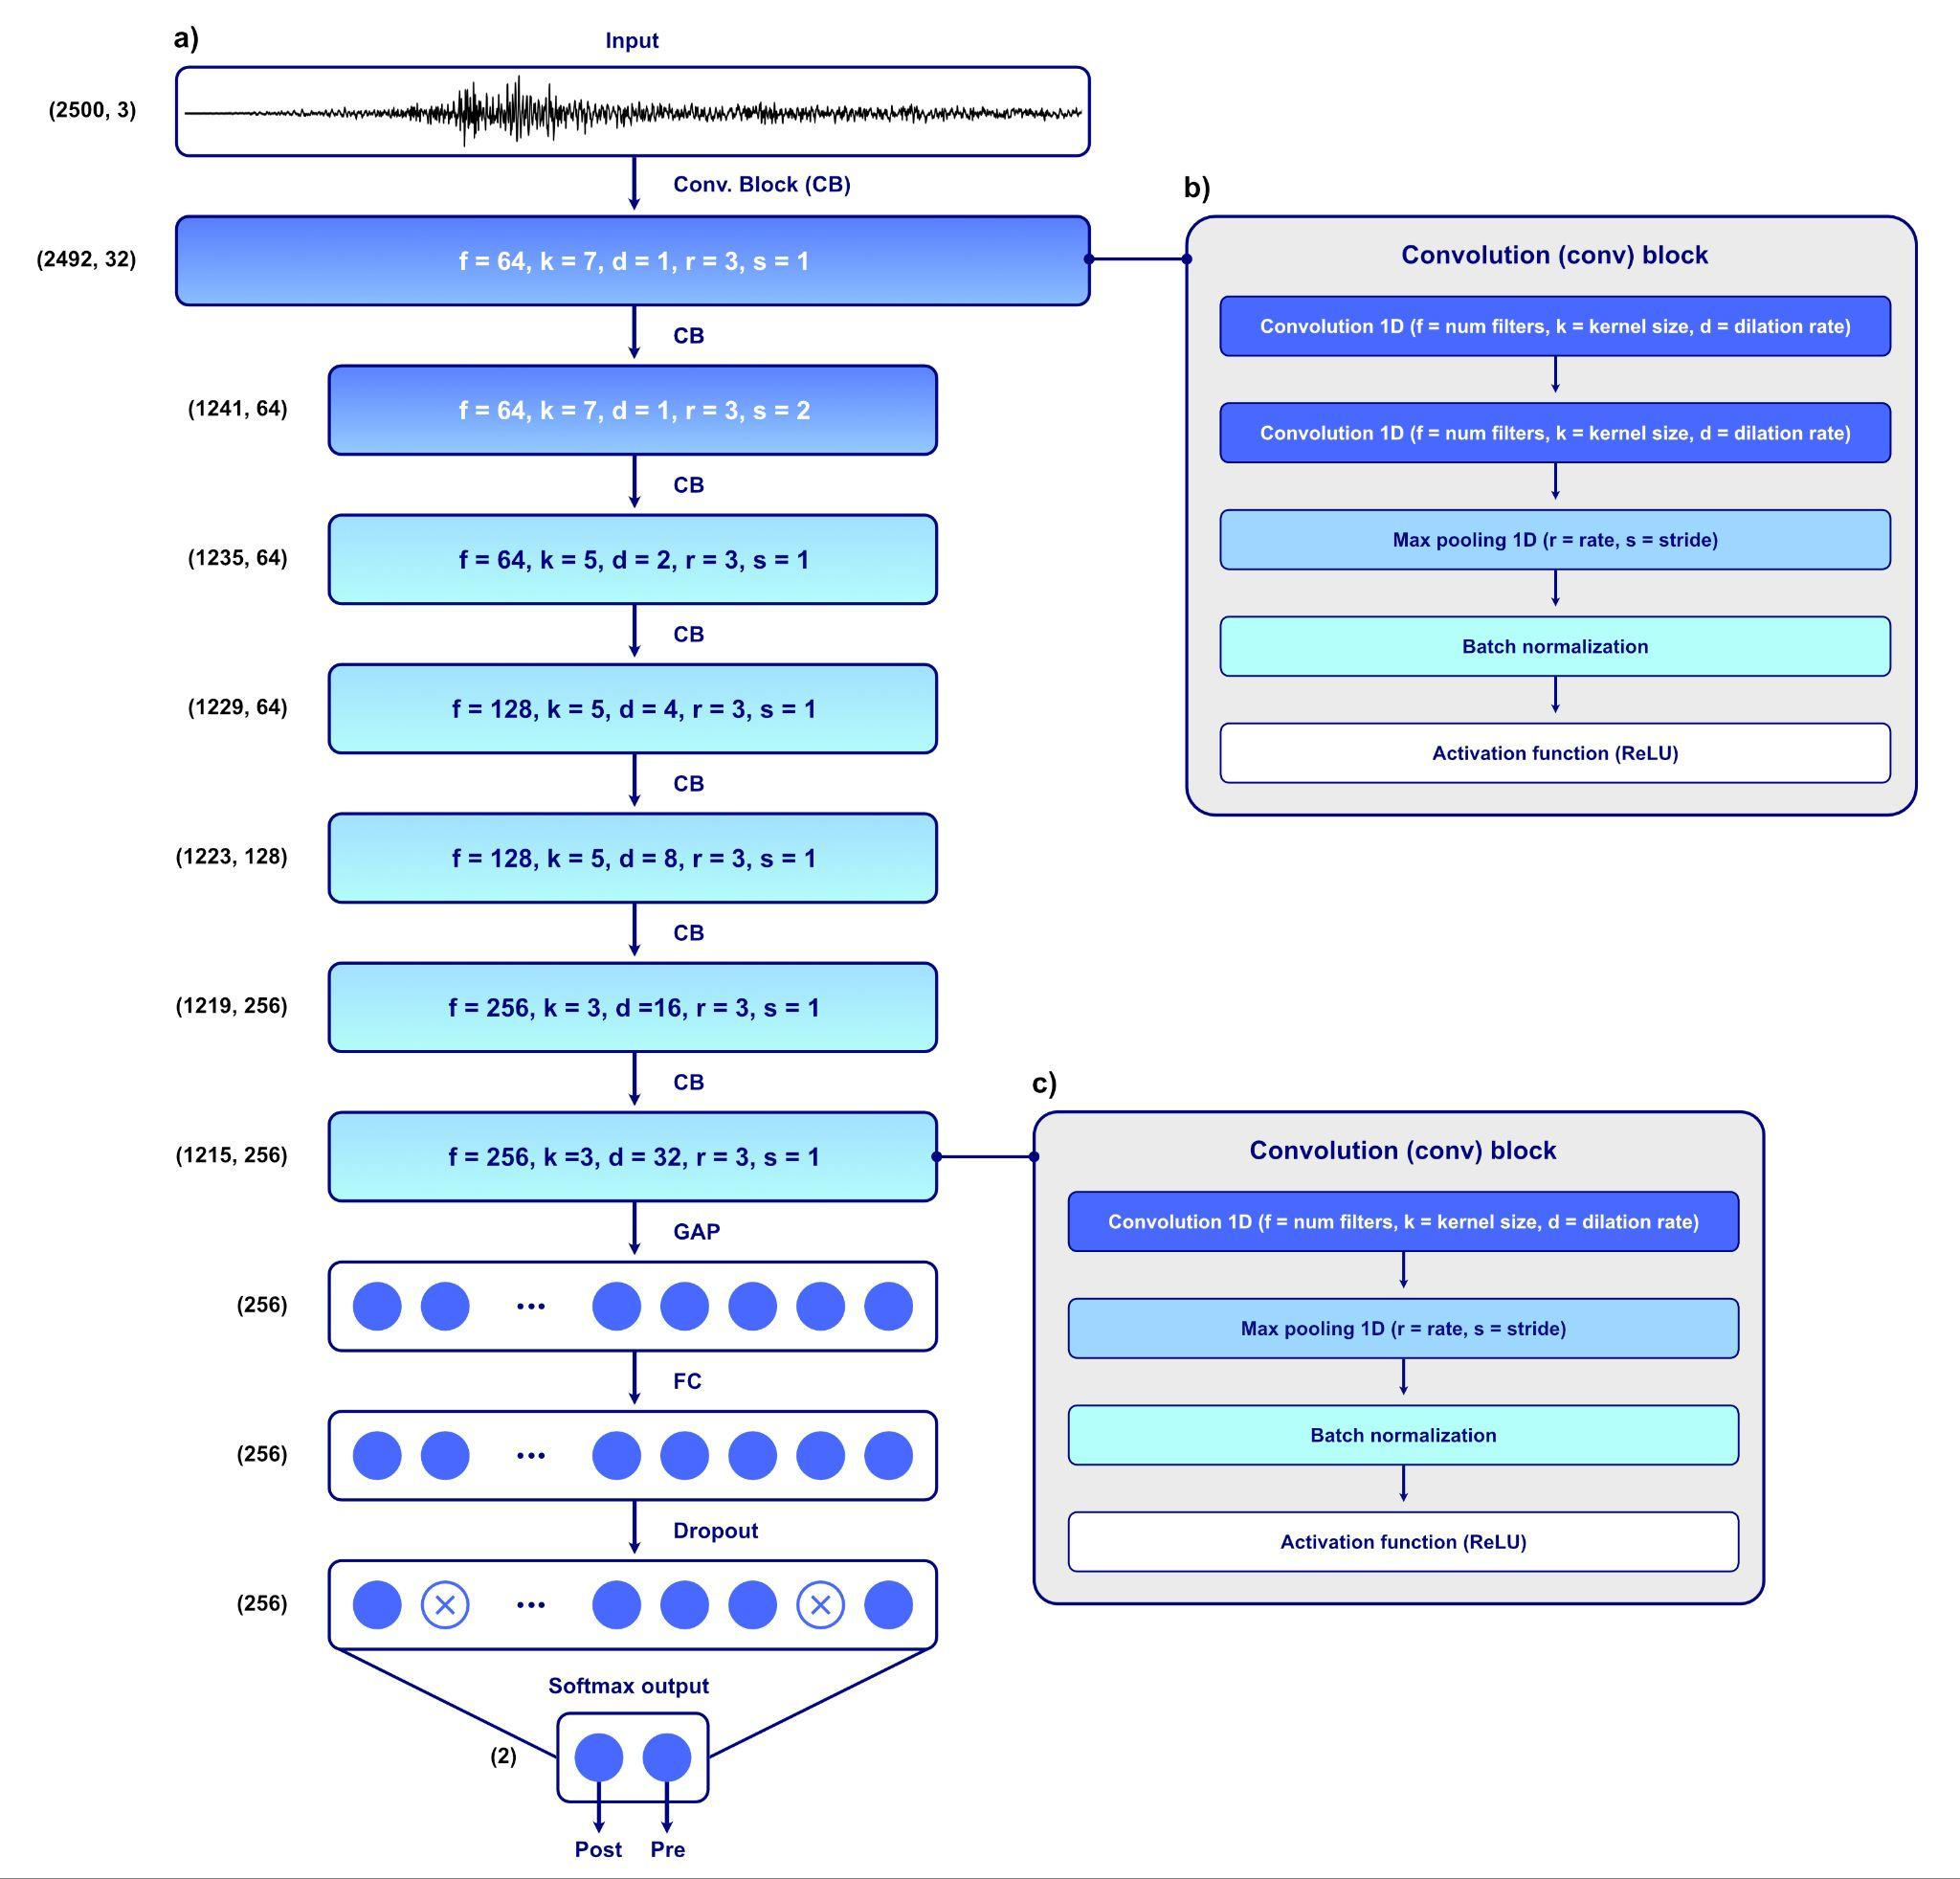 a)
Input
(2500, 3)
Conv. Block (CB)
(2492, 32)
f = 64, k = 7, d = 1, r = 3, s = 1
CB
(1241, 64)
f = 64, k = 7, d = 1, r = 3, s = 2
CB
(1235, 64)
f = 64, k = 5, d = 2, r = 3, s = 1
CB
(1229, 64)
f = 128, k = 5, d = 4, r = 3, s = 1
CB
(1223, 128)
f = 128, k = 5, d = 8, r = 3, s = 1
CB
(1219, 256)
f = 256, k = 3, d =16, r = 3, s = 1
CB
(1215, 256)
f = 256, k =3, d = 32, r = 3, s = 1
GAP
(256)
...
FC
(256)
...
Dropout
(256)
...
Softmax output
(2)
Post
Pre
b)
Convolution (conv) block
Convolution 1D (f = num filters, k = kernel size, d = dilation rate)
Convolution 1D (f = num filters, k = kernel size, d = dilation rate)
Max pooling 1D (r = rate, s = stride)
Batch normalization
Activation function (ReLU)
c)
Convolution (conv) block
Convolution 1D (f = num filters, k = kernel size, d = dilation rate)
Max pooling 1D (r = rate, s = stride)
Batch normalization
Activation function (ReLU)